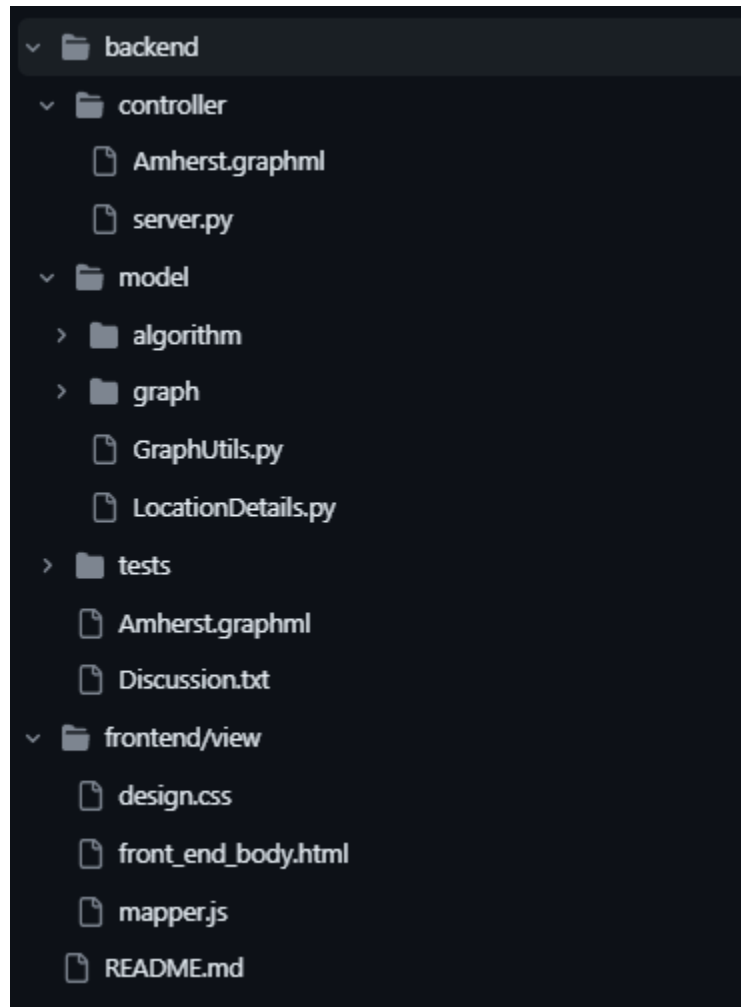 backend
controller
Amherst.graphml
server.py
model
algorithm
graph
GraphUtils.py
LocationDetails.py
tests
Amherst.graphml
Discussion.txt
frontend/view
design.css
front_end_body.html
mapper.js
README.md